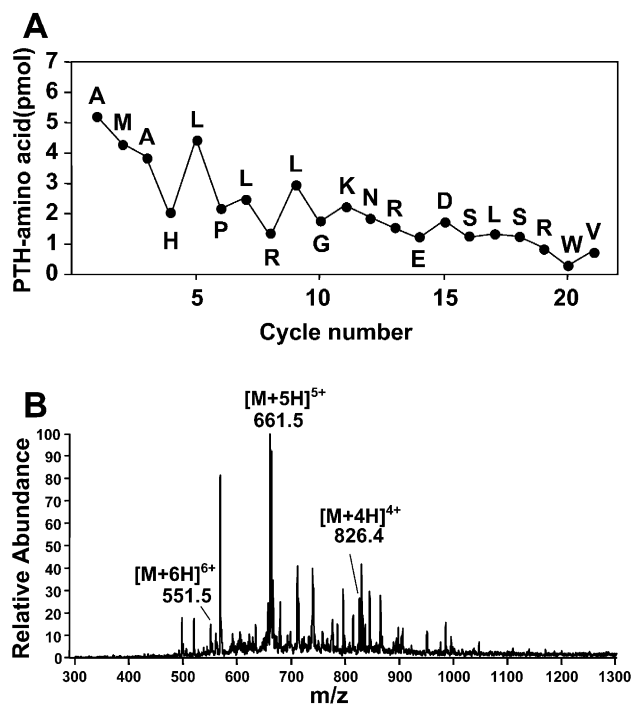 A
PTH-amino acid(pmol)
7
6
5
4
3
2
1
0
A
M
A
H
L
P
L
R
L
G
K
N
R
E
D
S
L
S
R
W
V
5
10
15
20
Cycle number
B
Relative Abundance
100
90
80
70
60
50
40
30
20
10
0
[M+5H]5+
661.5
[M+4H]4+
826.4
[M+6H]6+
551.5
300
400
500
600
700
800
900
1000
1100
1200
1300
m/z